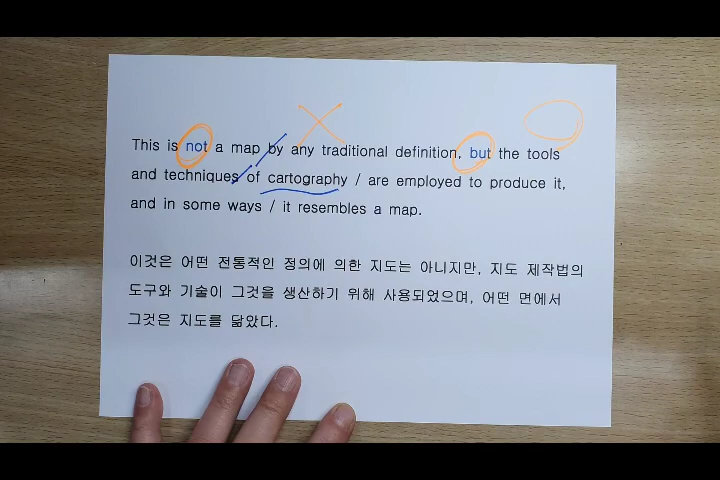 This is not a map by any traditional definition, but the tools
and techniques of cartography / are employed to produce it,
and in some ways / it resembles a map.
이것은 어떤 전통적인 정의에 의한 지도는 아니지만, 지도 제작법의
도구와 기술이 그것을 생산하기 위해 사용되었으며, 어떤 면에서
그것은 지도를 닮았다.